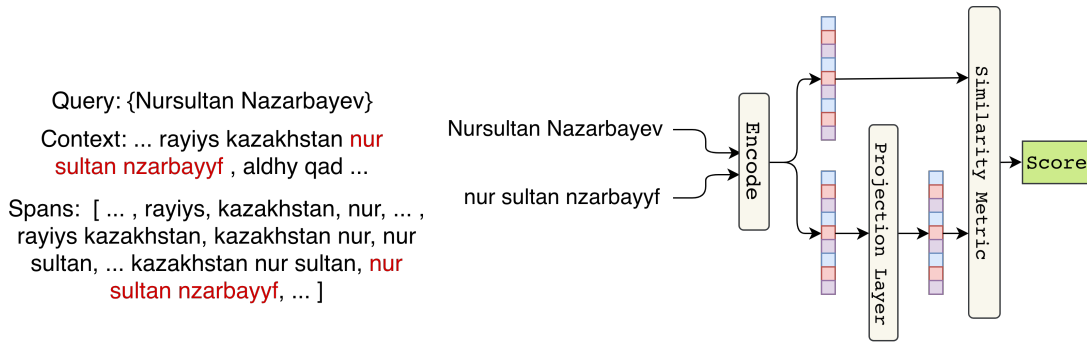 Query: {Nursultan Nazarbayev}
Context: ... rayiys kazakhstan nur
sultan nzarbayyf , aldhy qad ...
Spans: [ ... , rayiys, kazakhstan, nur, ... ,
rayiys kazakhstan, kazakhstan nur, nur
sultan, ... kazakhstan nur sultan, nur
sultan nzarbayyf, ... ]
Nursultan Nazarbayev
nur sultan nzarbayyf
Encode
Projection Layer
Similarity Metric
Score